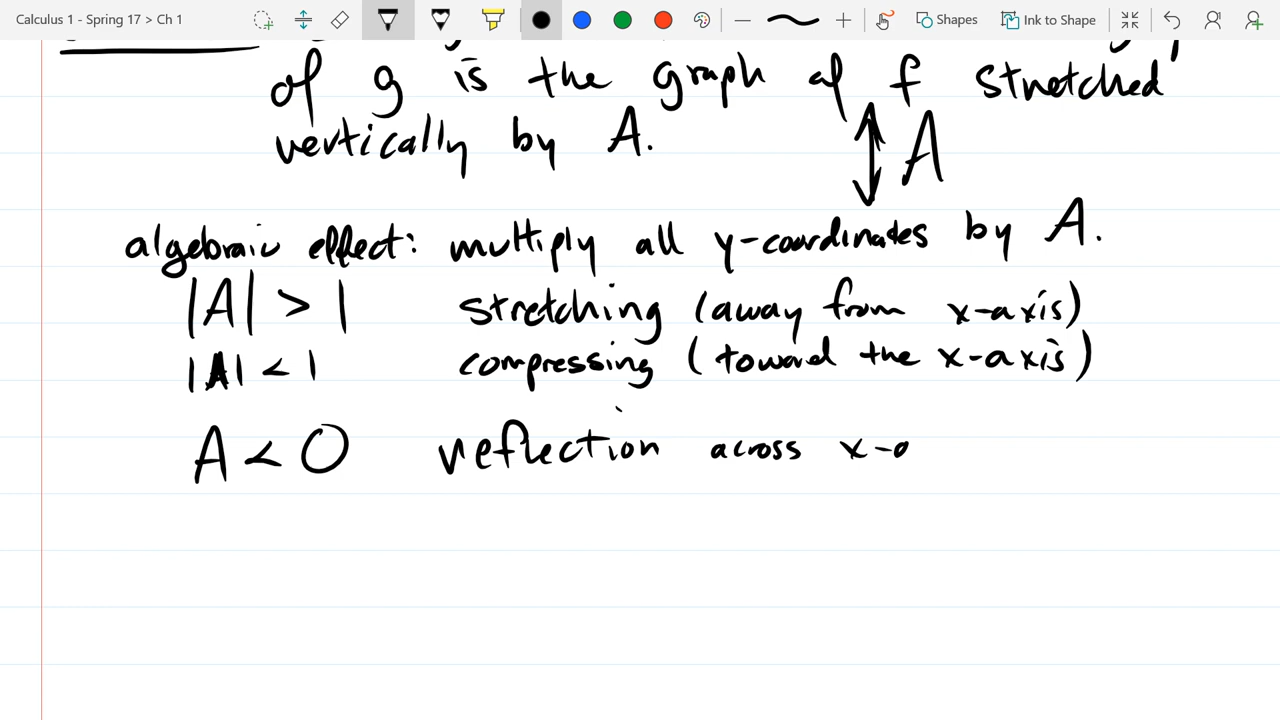 Calculus 1 - Spring 17 > Ch 1
Shapes
Ink to Shape
of g is the graph of f stretched
vertically by A.
A
algebraic effect: multiply all y-coordinates by A.
|A| > 1 stretching (away from x-axis)
|A| < 1 compressing (toward the x-axis)
A < 0 reflection across x-a